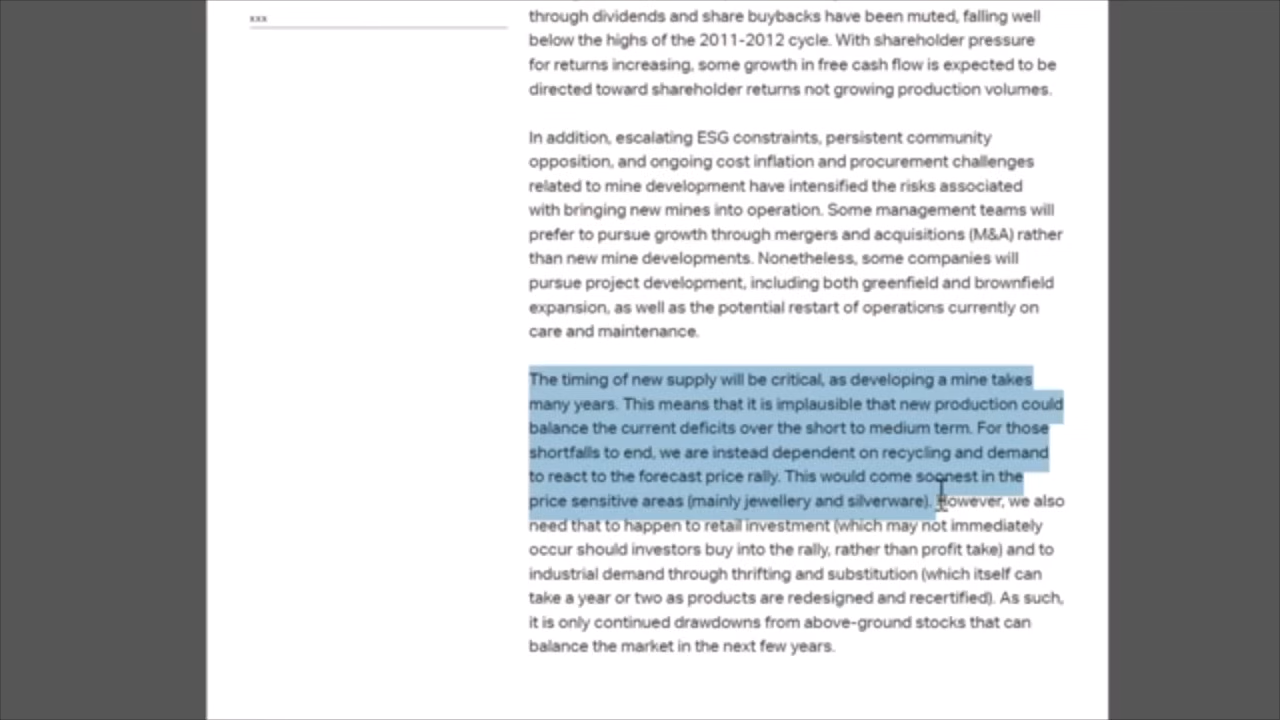 xxx
through dividends and share buybacks have been muted, falling well
below the highs of the 2011-2012 cycle. With shareholder pressure
for returns increasing, some growth in free cash flow is expected to be
directed toward shareholder returns not growing production volumes.
In addition, escalating ESG constraints, persistent community
opposition, and ongoing cost inflation and procurement challenges
related to mine development have intensified the risks associated
with bringing new mines into operation. Some management teams will
prefer to pursue growth through mergers and acquisitions (M&A) rather
than new mine developments. Nonetheless, some companies will
pursue project development, including both greenfield and brownfield
expansion, as well as the potential restart of operations currently on
care and maintenance.
The timing of new supply will be critical, as developing a mine takes
many years. This means that it is implausible that new production could
balance the current deficits over the short to medium term. For those
shortfalls to end, we are instead dependent on recycling and demand
to react to the forecast price rally. This would come soonest in the
price sensitive areas (mainly jewellery and silverware). However, we also
need that to happen to retail investment (which may not immediately
occur should investors buy into the rally, rather than profit take) and to
industrial demand through thrifting and substitution (which itself can
take a year or two as products are redesigned and recertified). As such,
it is only continued drawdowns from above-ground stocks that can
balance the market in the next few years.